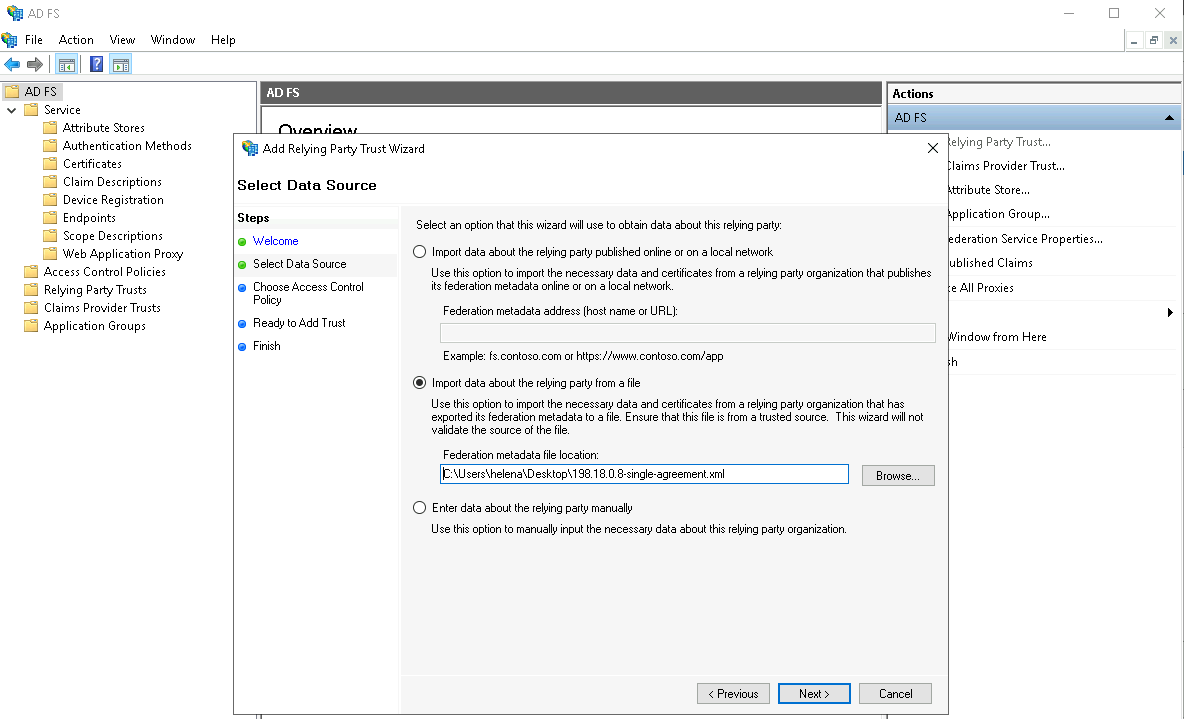 AD FS
File Action View Window Help
AD FS
Service
Attribute Stores
Authentication Methods
Certificates
Claim Descriptions
Device Registration
Endpoints
Scope Descriptions
Web Application Proxy
Access Control Policies
Relying Party Trusts
Claims Provider Trusts
Application Groups
AD FS
Overview
Add Relying Party Trust Wizard
Select Data Source
Steps
Welcome
Select Data Source
Choose Access Control
Policy
Ready to Add Trust
Finish
Select an option that this wizard will use to obtain data about this relying party:
Import data about the relying party published online or on a local network
Use this option to import the necessary data and certificates from a relying party organization that publishes
its federation metadata online or on a local network.
Federation metadata address (host name or URL):
Example: fs.contoso.com or https://www.contoso.com/app
Import data about the relying party from a file
Use this option to import the necessary data and certificates from a relying party organization that has
exported its federation metadata to a file. Ensure that this file is from a trusted source. This wizard will not
validate the source of the file.
Federation metadata file location:
C:\Users\helena\Desktop\198.18.0.8-single-agreement.xml
Browse...
Enter data about the relying party manually
Use this option to manually input the necessary data about this relying party organization.
< Previous
Next >
Cancel
Actions
AD FS
Relying Party Trust...
Claims Provider Trust...
Attribute Store...
Application Group...
ederation Service Properties...
ublished Claims
e All Proxies
Window from Here
sh